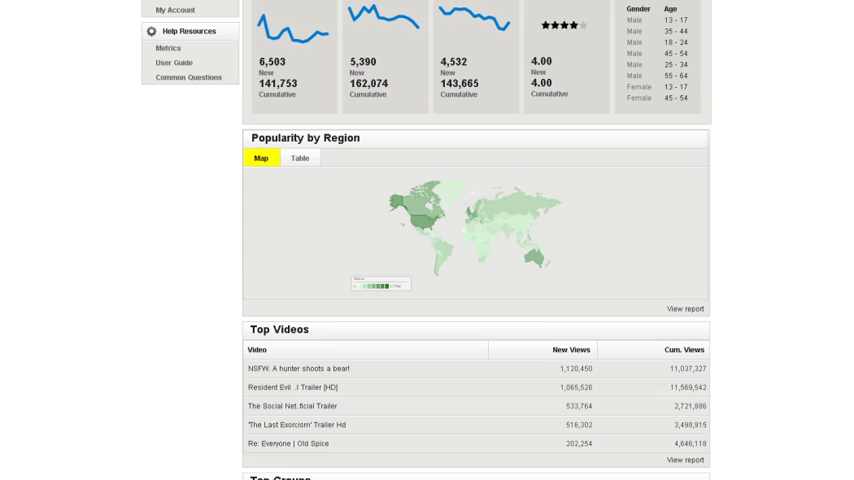 My Account
Help Resources
Metrics
User Guide
Common Questions
6,503
New
141,753
Cumulative
5,390
New
162,074
Cumulative
4,532
New
143,665
Cumulative
4.00
New
4.00
Cumulative
Gender Age
Male 13 - 17
Male 35 - 44
Male 18 - 24
Male 45 - 54
Male 25 - 34
Male 55 - 64
Female 13 - 17
Female 45 - 54
Popularity by Region
Map Table
View report
Top Videos
Video New Views Cum. Views
NSFW. A hunter shoots a bear! 1,120,450 11,037,327
Resident Evil ..l Trailer [HD] 1,065,526 11,569,542
The Social Net..ficial Trailer 533,764 2,721,886
'The Last Exorcism' Trailer Hd 516,302 3,498,915
Re: Everyone | Old Spice 202,254 4,646,118
View report
Top Groups